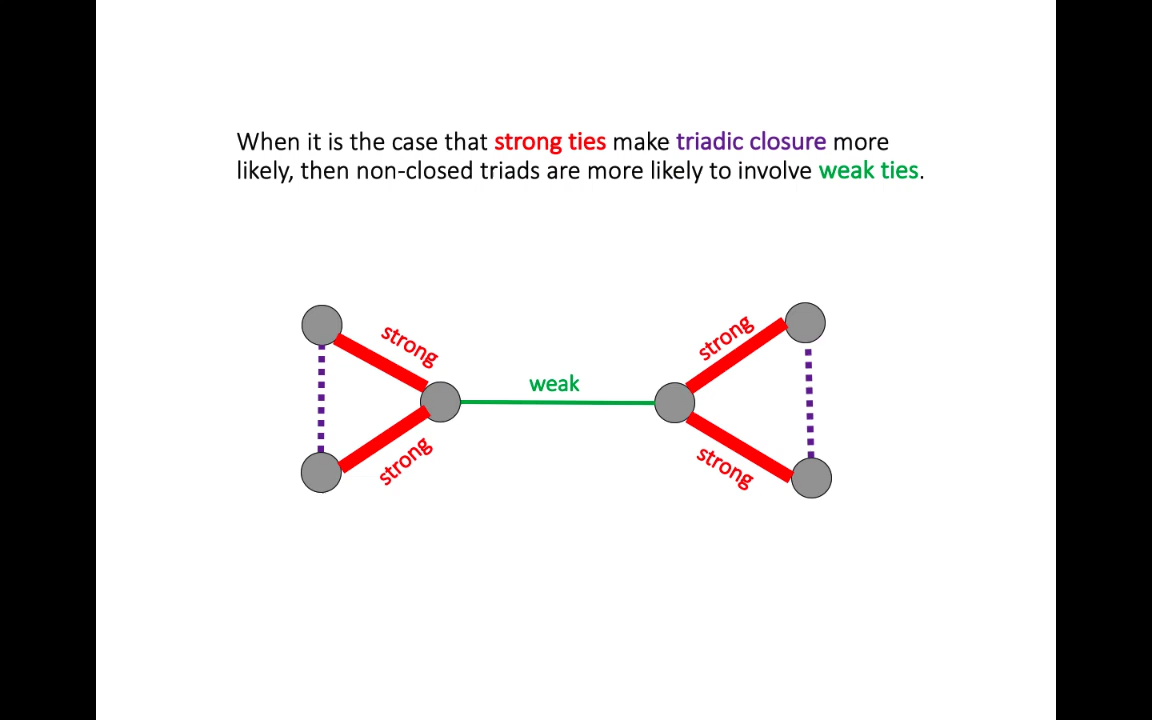 When it is the case that strong ties make triadic closure more
likely, then non-closed triads are more likely to involve weak ties.
strong
strong
weak
strong
strong